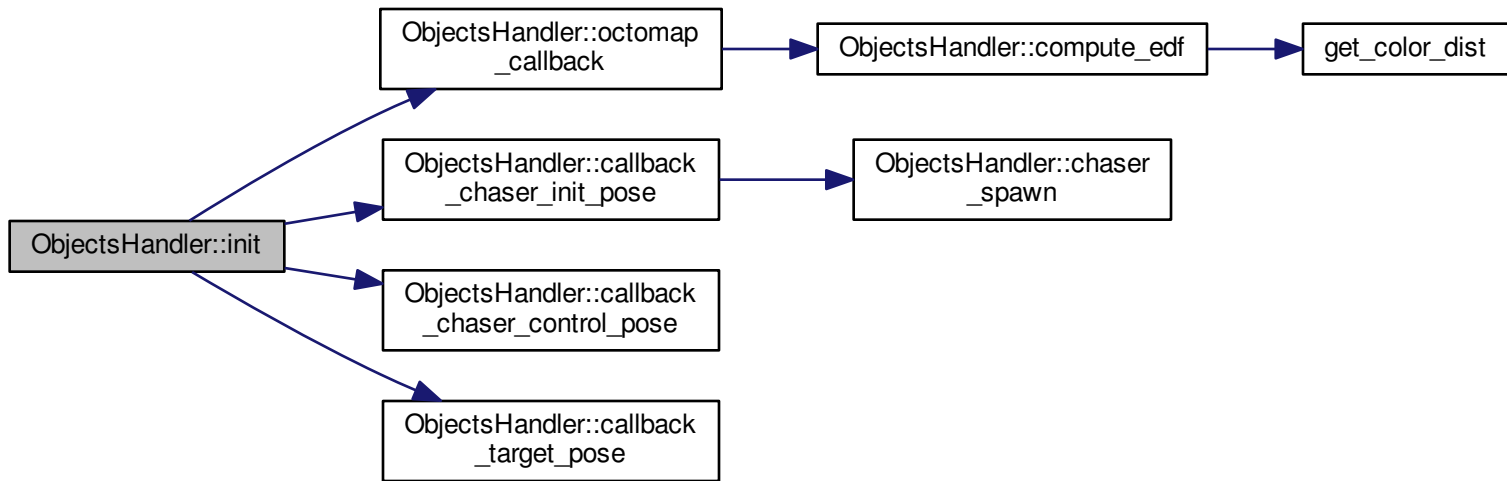 ObjectsHandler::init
ObjectsHandler::octomap
_callback
ObjectsHandler::compute_edf
get_color_dist
ObjectsHandler::callback
_chaser_init_pose
ObjectsHandler::chaser
_spawn
ObjectsHandler::callback
_chaser_control_pose
ObjectsHandler::callback
_target_pose